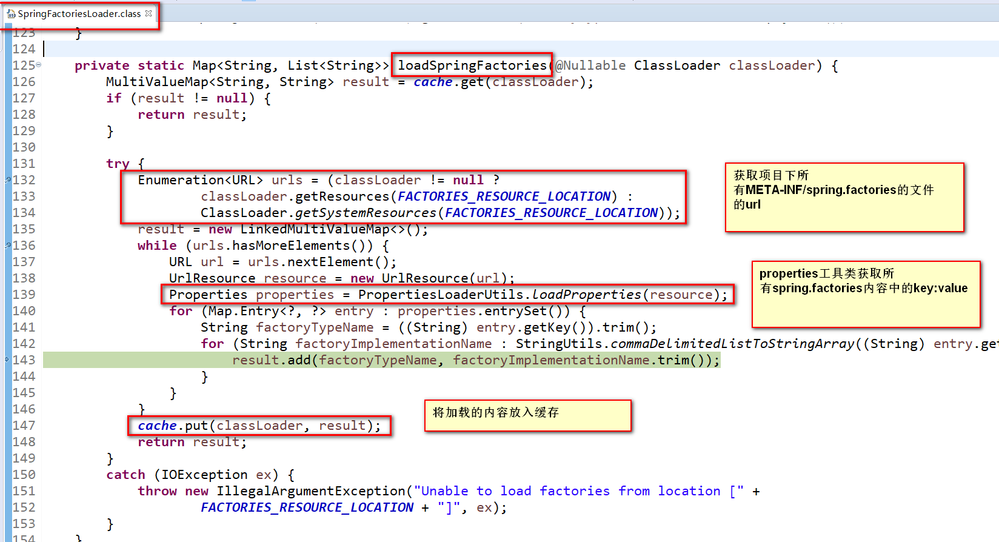 SpringFactoriesLoader.class
123 }
124
125 private static Map<String, List<String>> loadSpringFactories(@Nullable ClassLoader classLoader) {
126 MultiValueMap<String, String> result = cache.get(classLoader);
127 if (result != null) {
128 return result;
129 }
130
131 try {
132 Enumeration<URL> urls = (classLoader != null ?
133 classLoader.getResources(FACTORIES_RESOURCE_LOCATION) :
134 ClassLoader.getSystemResources(FACTORIES_RESOURCE_LOCATION));
获取项目下所
有META-INF/spring.factories的文件
的url
135 result = new LinkedMultiValueMap<>();
136 while (urls.hasMoreElements()) {
137 URL url = urls.nextElement();
138 UrlResource resource = new UrlResource(url);
139 Properties properties = PropertiesLoaderUtils.loadProperties(resource);
properties工具类获取所
有spring.factories内容中的key:value
140 for (Map.Entry<?, ?> entry : properties.entrySet()) {
141 String factoryTypeName = ((String) entry.getKey()).trim();
142 for (String factoryImplementationName : StringUtils.commaDelimitedListToStringArray((String) entry.get
143 result.add(factoryTypeName, factoryImplementationName.trim());
144 }
145 }
146 }
147 cache.put(classLoader, result);
将加载的内容放入缓存
148 return result;
149 }
150 catch (IOException ex) {
151 throw new IllegalArgumentException("Unable to load factories from location [" +
152 FACTORIES_RESOURCE_LOCATION + "]", ex);
153 }
154 }